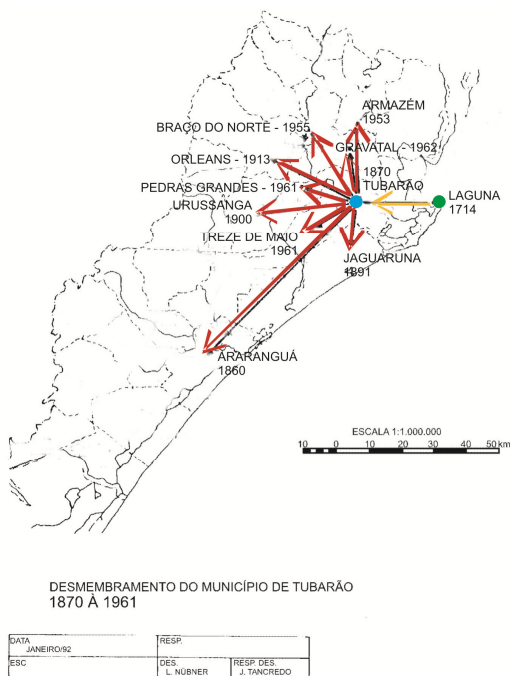 ARMAZÉM
1953
BRAÇO DO NORTE - 1955
GRAVATAL - 1962
ORLEANS - 1913
1870
TUBARÃO
PEDRAS GRANDES - 1961
LAGUNA
1714
URUSSANGA
1900
TREZE DE MAIO
1961
JAGUARUNA
1891
ARARANGUÁ
1860
ESCALA 1:1.000.000
10 0 10 20 30 40 50 km
DESMEMBRAMENTO DO MUNICÍPIO DE TUBARÃO
1870 À 1961
DATA
JANEIRO/92
RESP.
ESC
DES.
L. NÜBNER
RESP. DES.
J. TANCREDO